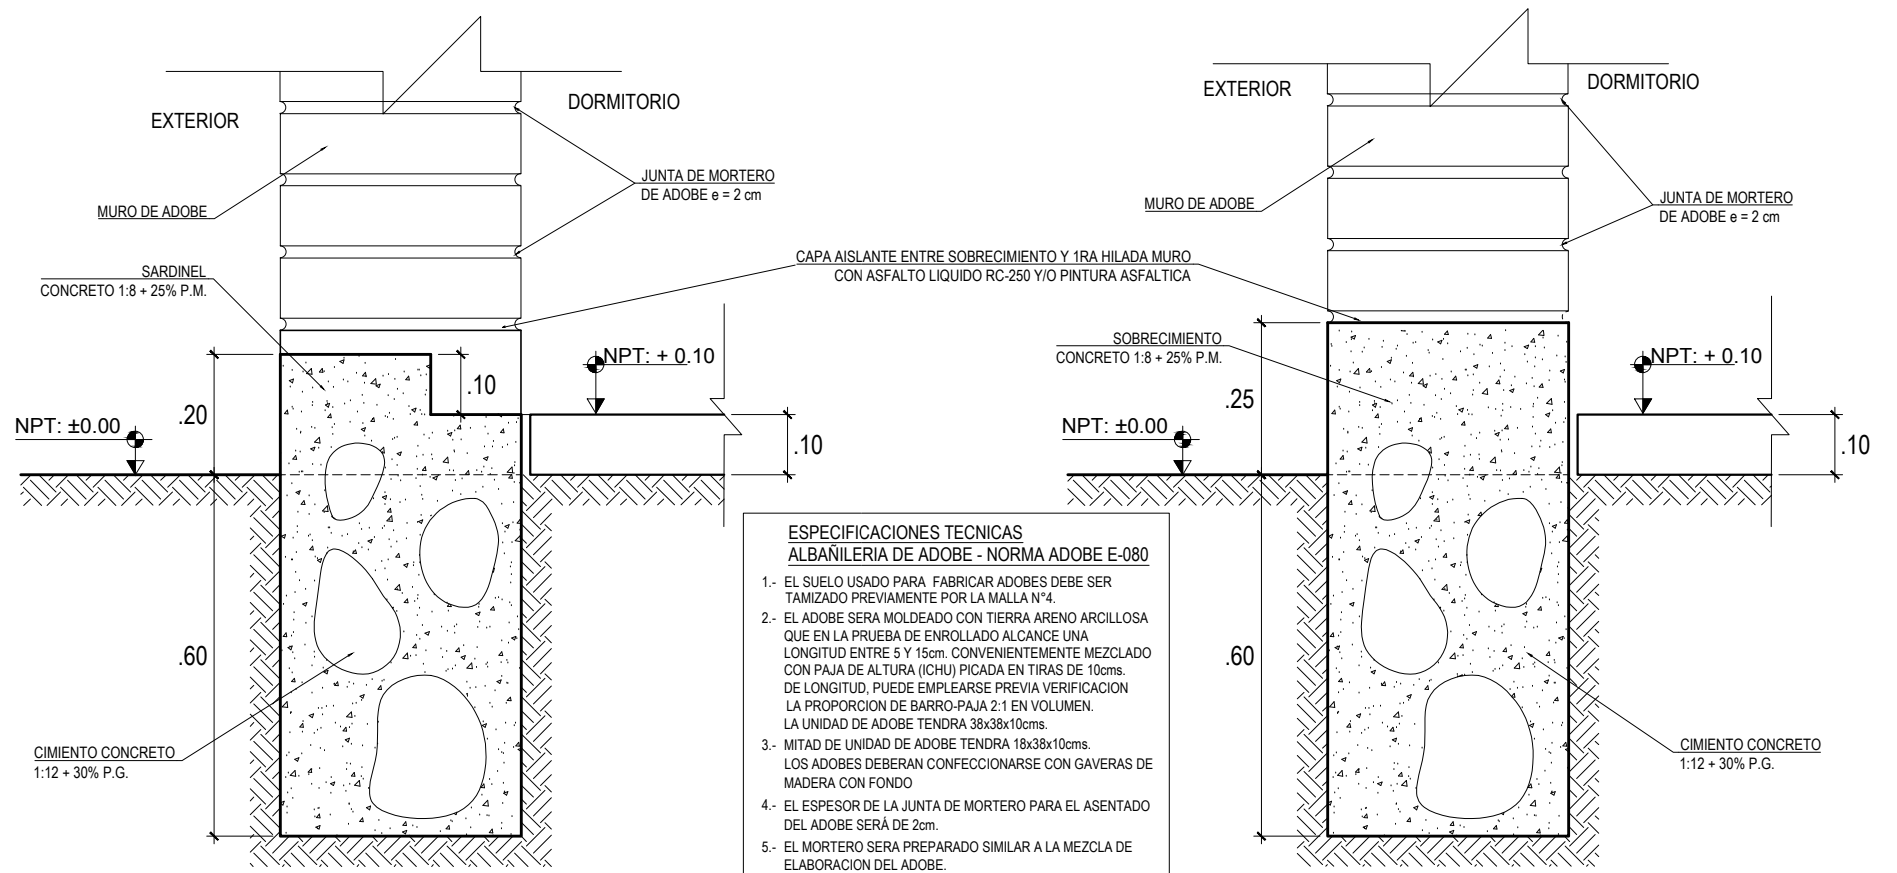 EXTERIOR
DORMITORIO
MURO DE ADOBE
JUNTA DE MORTERO
DE ADOBE e = 2 cm
SARDINEL
CONCRETO 1:8 + 25% P.M.
CAPA AISLANTE ENTRE SOBRECIMIENTO Y 1RA HILADA MURO
CON ASFALTO LIQUIDO RC-250 Y/O PINTURA ASFALTICA
NPT: + 0.10
.10
.20
NPT: ±0.00
.10
.60
CIMIENTO CONCRETO
1:12 + 30% P.G.
ESPECIFICACIONES TECNICAS
ALBAÑILERIA DE ADOBE - NORMA ADOBE E-080
1.- EL SUELO USADO PARA FABRICAR ADOBES DEBE SER
TAMIZADO PREVIAMENTE POR LA MALLA N°4.
2.- EL ADOBE SERA MOLDEADO CON TIERRA ARENO ARCILLOSA
QUE EN LA PRUEBA DE ENROLLADO ALCANCE UNA
LONGITUD ENTRE 5 Y 15cm. CONVENIENTEMENTE MEZCLADO
CON PAJA DE ALTURA (ICHU) PICADA EN TIRAS DE 10cms.
DE LONGITUD, PUEDE EMPLEARSE PREVIA VERIFICACION
LA PROPORCION DE BARRO-PAJA 2:1 EN VOLUMEN.
LA UNIDAD DE ADOBE TENDRA 38x38x10cms.
3.- MITAD DE UNIDAD DE ADOBE TENDRA 18x38x10cms.
LOS ADOBES DEBERAN CONFECCIONARSE CON GAVERAS DE
MADERA CON FONDO
4.- EL ESPESOR DE LA JUNTA DE MORTERO PARA EL ASENTADO
DEL ADOBE SERÁ DE 2cm.
5.- EL MORTERO SERA PREPARADO SIMILAR A LA MEZCLA DE
ELABORACION DEL ADOBE.
EXTERIOR
DORMITORIO
MURO DE ADOBE
JUNTA DE MORTERO
DE ADOBE e = 2 cm
SOBRECIMIENTO
CONCRETO 1:8 + 25% P.M.
NPT: + 0.10
.25
NPT: ±0.00
.10
.60
CIMIENTO CONCRETO
1:12 + 30% P.G.